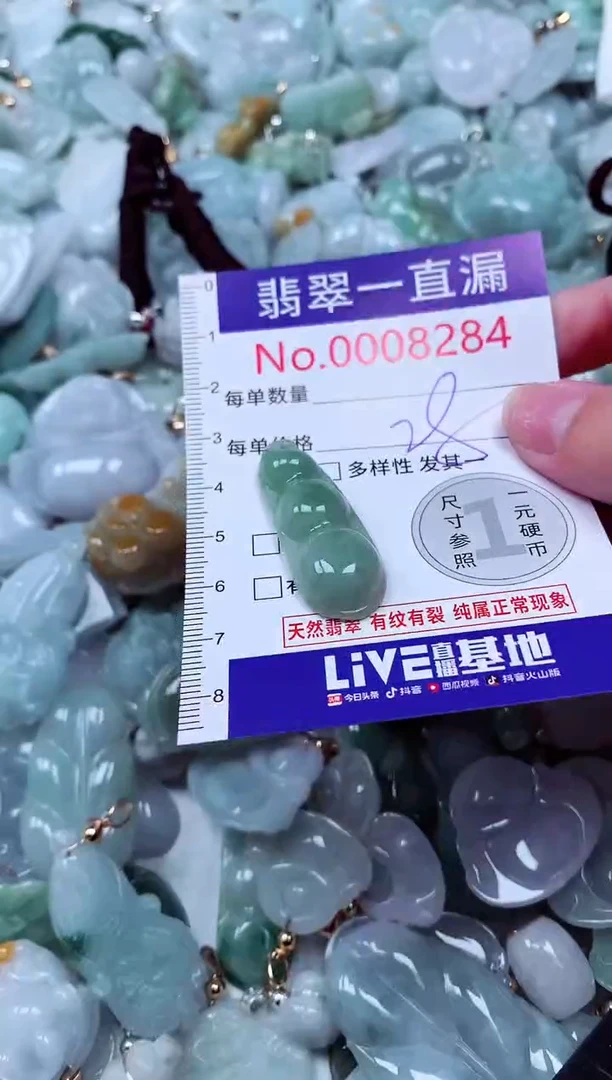 翡翠一直漏
No.0008284
每单数量
每单价格
多样性 发其一
尺寸参照 1 一元硬币
天然翡翠 有纹有裂 纯属正常现象
LiVE直播基地
今日头条 抖音 西瓜视频 抖音火山版
0
1
2
3
4
5
6
7
8